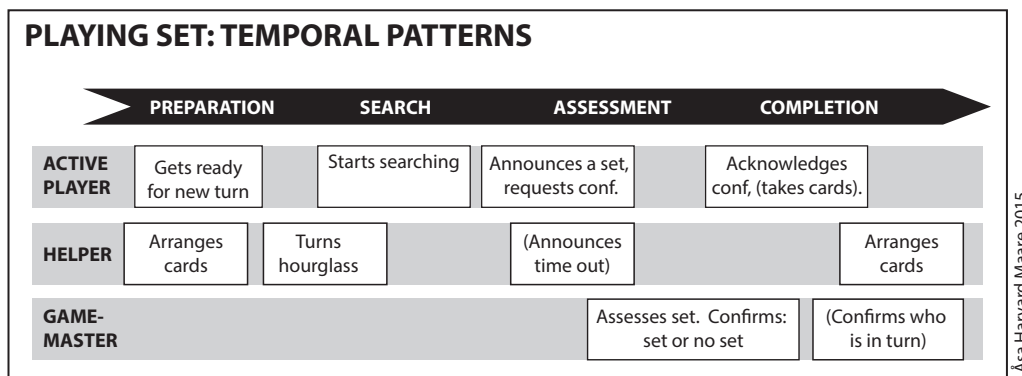 PLAYING SET: TEMPORAL PATTERNS
PREPARATION SEARCH ASSESSMENT COMPLETION
ACTIVE
PLAYER
Gets ready
for new turn
Starts searching
Announces a set,
requests conf.
Acknowledges
conf, (takes cards).
HELPER
Arranges
cards
Turns
hourglass
(Announces
time out)
Arranges
cards
GAME-
MASTER
Assesses set. Confirms:
set or no set
(Confirms who
is in turn)
Åsa Harvard Maare 2015